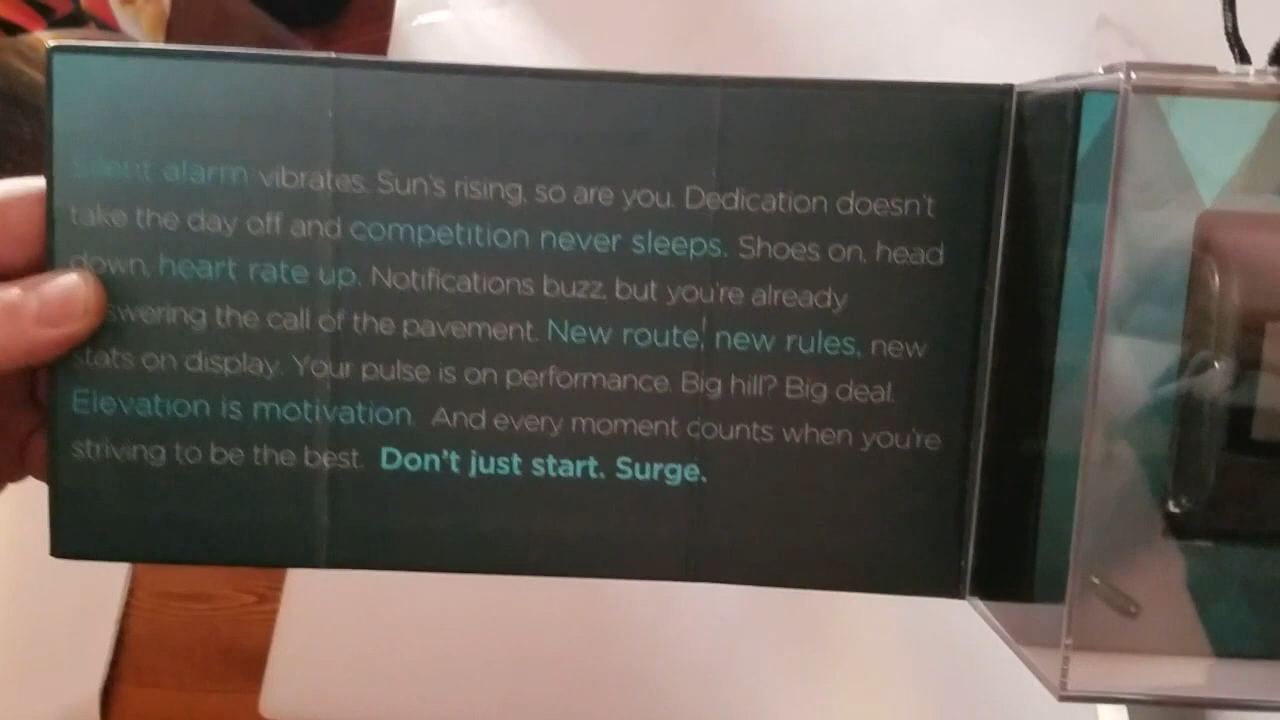 Silent alarm vibrates. Sun's rising, so are you. Dedication doesn't
take the day off and competition never sleeps. Shoes on, head
down, heart rate up. Notifications buzz, but you're already
swering the call of the pavement. New route, new rules, new
stats on display. Your pulse is on performance. Big hill? Big deal.
Elevation is motivation. And every moment counts when you're
striving to be the best. Don't just start. Surge.